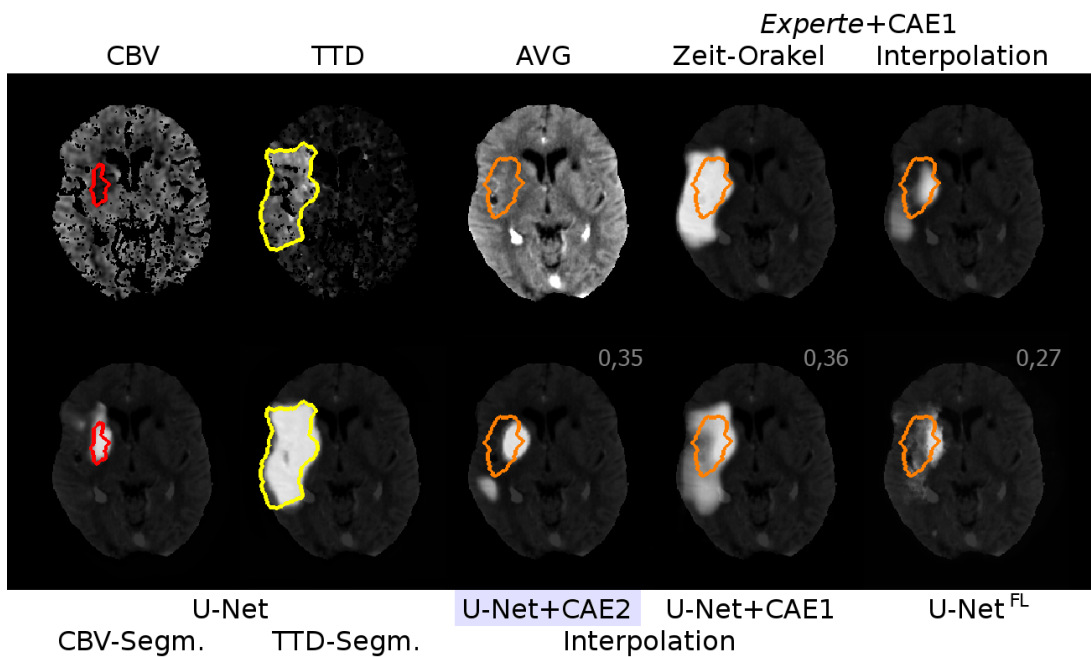 Experte+CAE1
CBV TTD AVG Zeit-Orakel Interpolation
0,35 0,36 0,27
U-Net U-Net+CAE2 U-Net+CAE1 U-Net FL
CBV-Segm. TTD-Segm. Interpolation